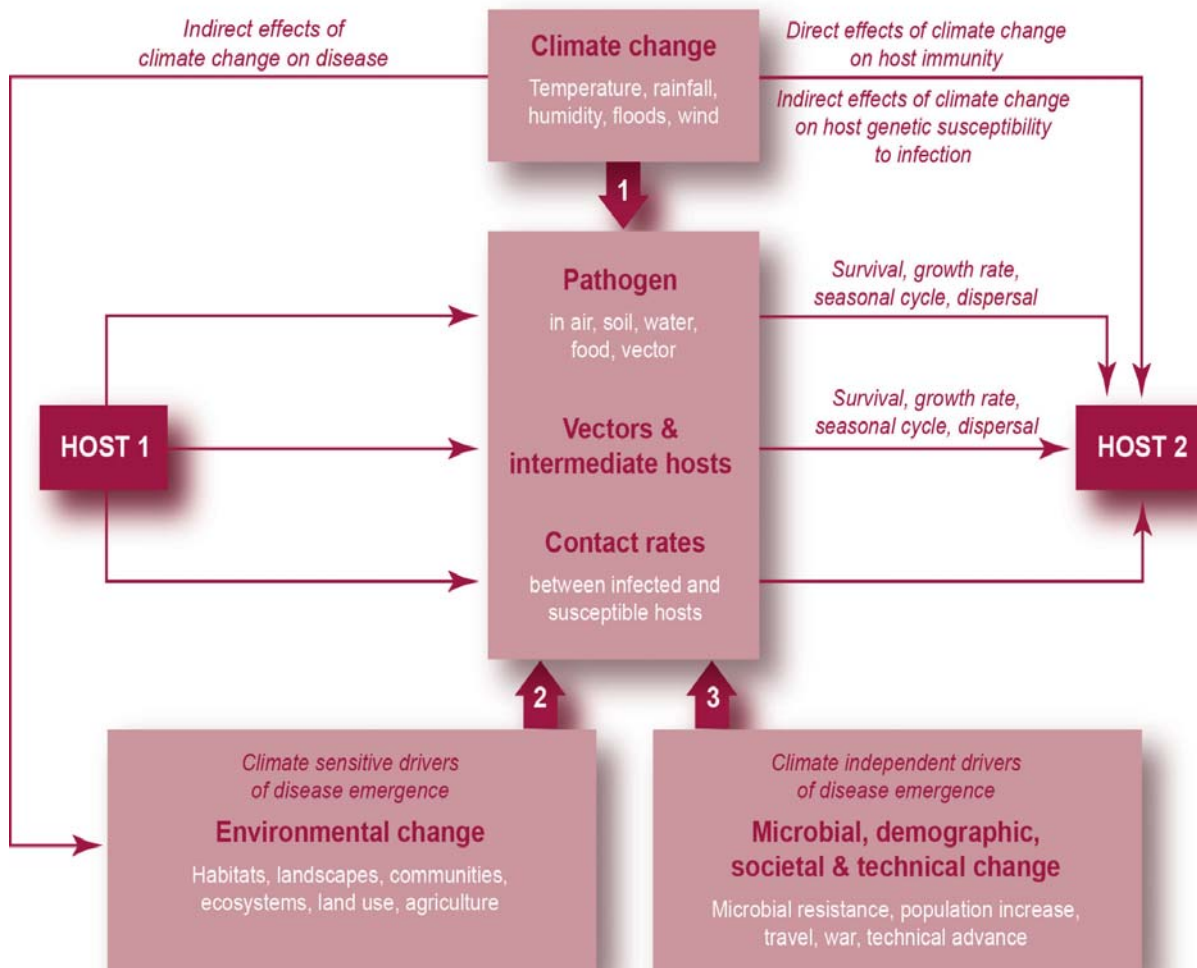 Indirect effects of
climate change on disease
Climate change
Temperature, rainfall,
humidity, floods, wind
Direct effects of climate change
on host immunity
Indirect effects of climate change
on host genetic susceptibility
to infection
1
Pathogen
in air, soil, water,
food, vector
Survival, growth rate,
seasonal cycle, dispersal
HOST 1
Vectors &
intermediate hosts
Survival, growth rate,
seasonal cycle, dispersal
HOST 2
Contact rates
between infected and
susceptible hosts
2
3
Climate sensitive drivers
of disease emergence
Environmental change
Habitats, landscapes, communities,
ecosystems, land use, agriculture
Climate independent drivers
of disease emergence
Microbial, demographic,
societal & technical change
Microbial resistance, population increase,
travel, war, technical advance